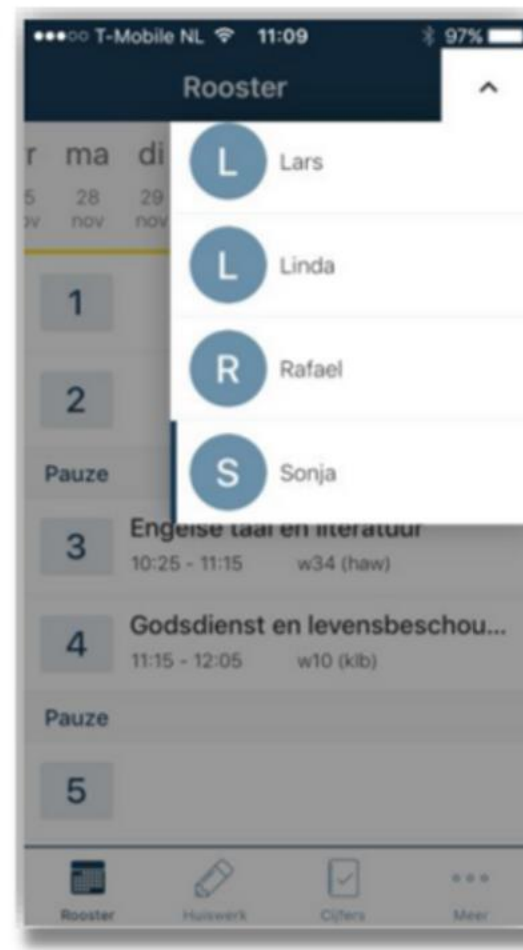 T-Mobile NL 11:09 97%
Rooster
r ma di
5 28 29
ov nov nov
L Lars
L Linda
R Rafael
S Sonja
1
2
Pauze
3 Engelse taal en literatuur
10:25 - 11:15 w34 (haw)
4 Godsdienst en levensbeschou...
11:15 - 12:05 w10 (klb)
Pauze
5
Rooster Huiswerk Cijfers Meer